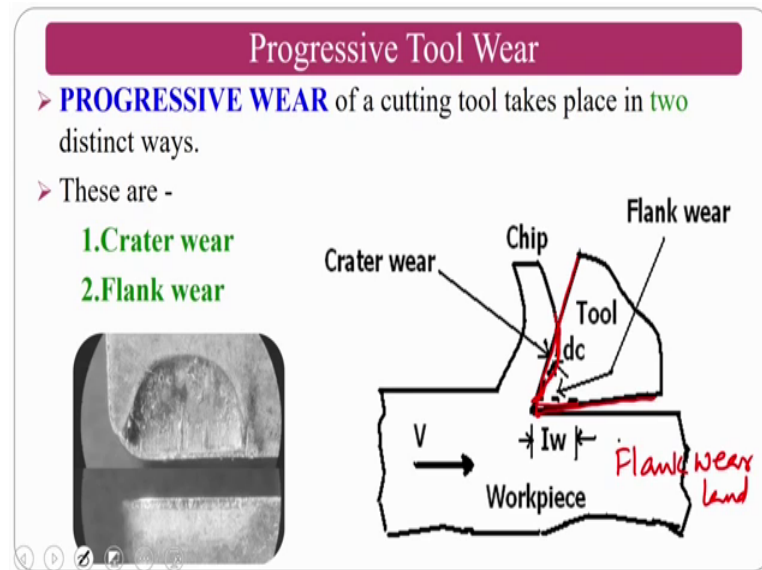 Progressive Tool Wear
PROGRESSIVE WEAR of a cutting tool takes place in two
distinct ways.
These are -
1.Crater wear
2.Flank wear
Flank wear
Chip
Crater wear
Tool
dc
V
Iw
Flank wear
land
Workpiece